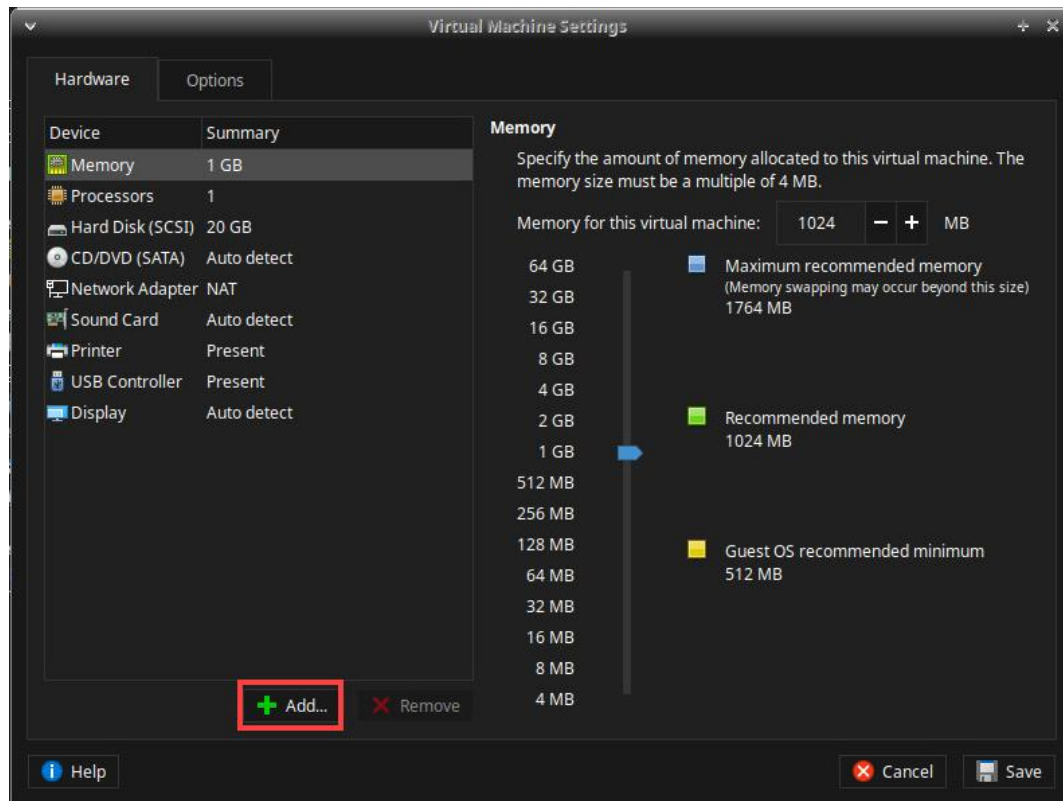 Virtual Machine Settings
Hardware
Options
Device Summary
Memory 1 GB
Processors 1
Hard Disk (SCSI) 20 GB
CD/DVD (SATA) Auto detect
Network Adapter NAT
Sound Card Auto detect
Printer Present
USB Controller Present
Display Auto detect
Add...
Remove
Memory
Specify the amount of memory allocated to this virtual machine. The
memory size must be a multiple of 4 MB.
Memory for this virtual machine: 1024 − + MB
64 GB
32 GB
16 GB
8 GB
4 GB
2 GB
1 GB
512 MB
256 MB
128 MB
64 MB
32 MB
16 MB
8 MB
4 MB
Maximum recommended memory
(Memory swapping may occur beyond this size)
1764 MB
Recommended memory
1024 MB
Guest OS recommended minimum
512 MB
Help
Cancel
Save